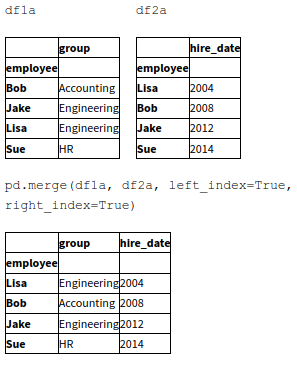 df1a df2a
group hire_date
employee employee
Bob Accounting Lisa 2004
Jake Engineering Bob 2008
Lisa Engineering Jake 2012
Sue HR Sue 2014
pd.merge(df1a, df2a, left_index=True,
right_index=True)
group hire_date
employee
Lisa Engineering 2004
Bob Accounting 2008
Jake Engineering 2012
Sue HR 2014